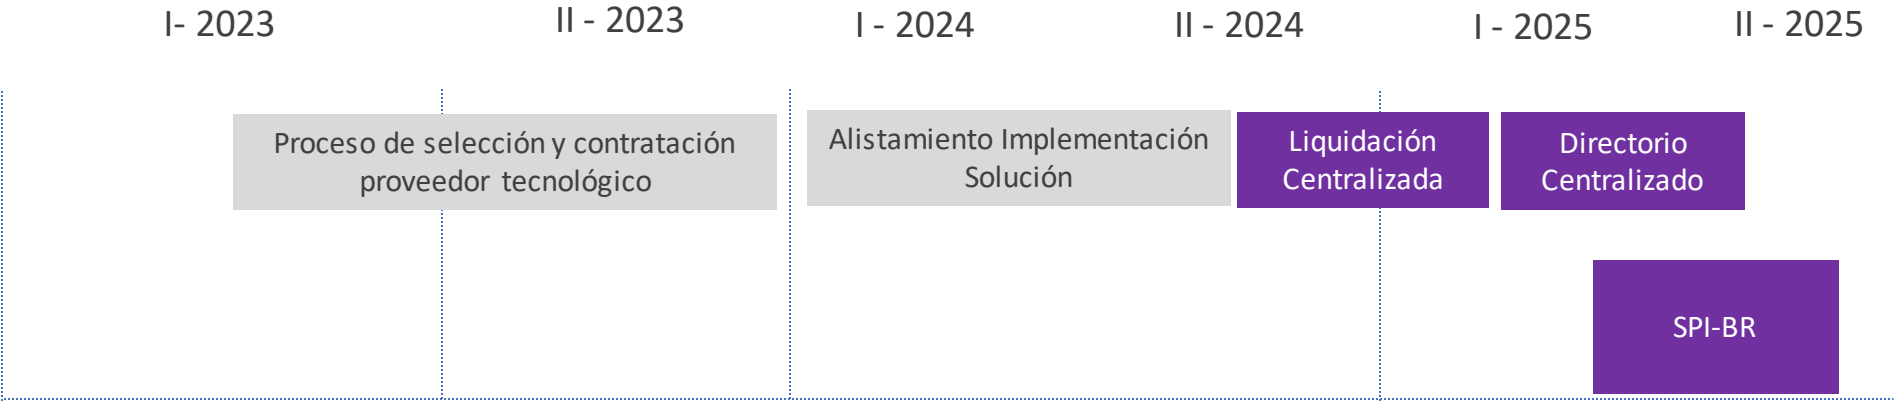 I- 2023
II - 2023
I - 2024
II - 2024
I - 2025
II - 2025
Proceso de selección y contratación
proveedor tecnológico
Alistamiento Implementación
Solución
Liquidación
Centralizada
Directorio
Centralizado
SPI-BR